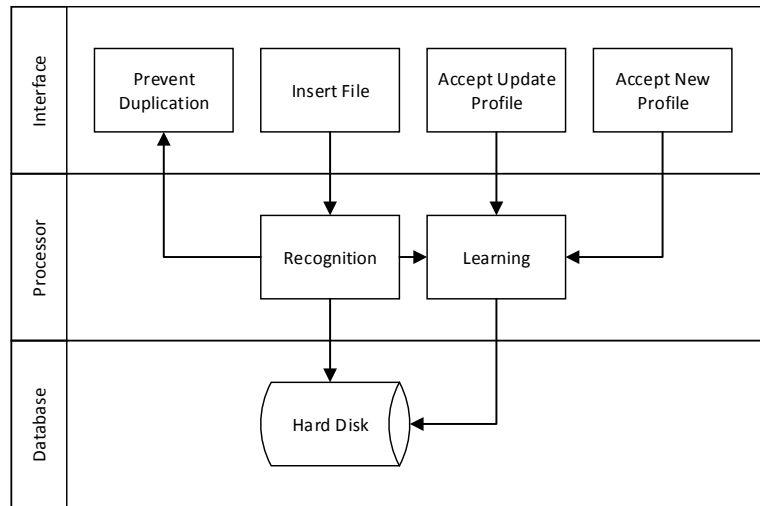 Interface
Prevent
Duplication
Insert File
Accept Update
Profile
Accept New
Profile
Processor
Recognition
Learning
Database
Hard Disk